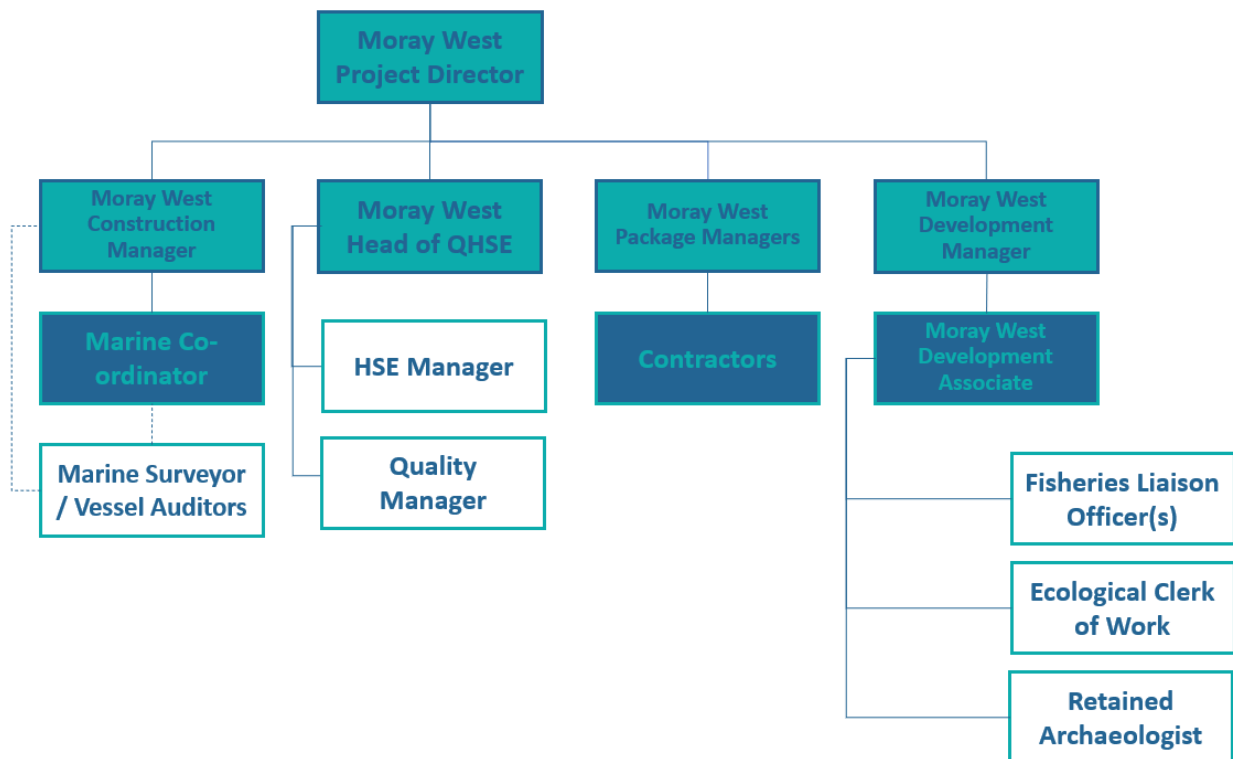 Moray West
Project Director
Moray West
Construction
Manager
Moray West
Head of QHSE
Moray West
Package Managers
Moray West
Development
Manager
Marine Co-
ordinator
HSE Manager
Contractors
Moray West
Development
Associate
Marine Surveyor
/ Vessel Auditors
Quality
Manager
Fisheries Liaison
Officer(s)
Ecological Clerk
of Work
Retained
Archaeologist